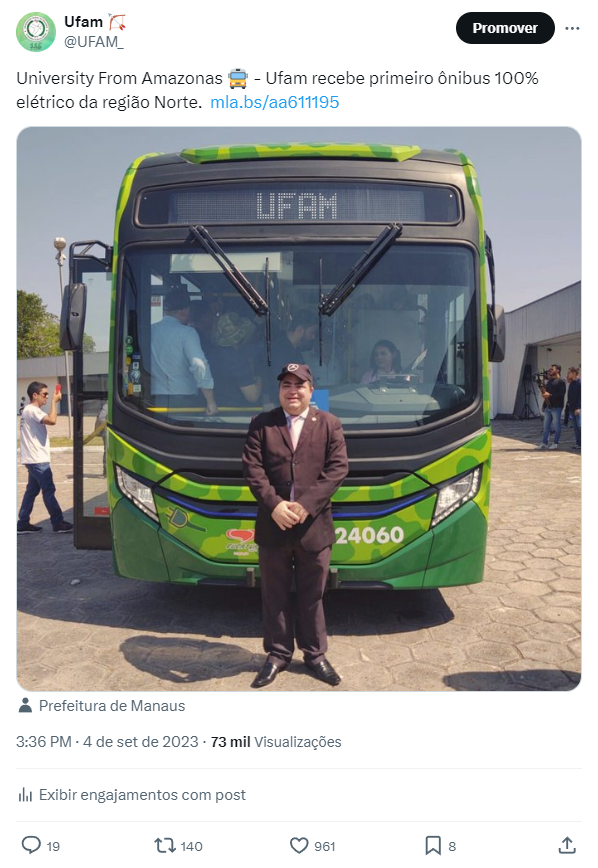 Ufam
@UFAM_
Promover
University From Amazonas - Ufam recebe primeiro ônibus 100%
elétrico da região Norte. mla.bs/aa611195
UFAM
24060
Prefeitura de Manaus
3:36 PM · 4 de set de 2023 · 73 mil Visualizações
Exibir engajamentos com post
19 140 961 8